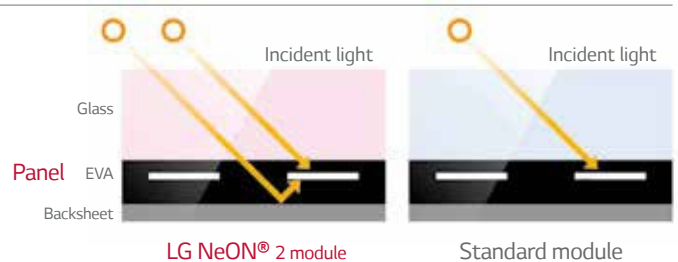 Incident light
Incident light
Glass
Panel EVA
Backsheet
LG NeON® 2 module
Standard module